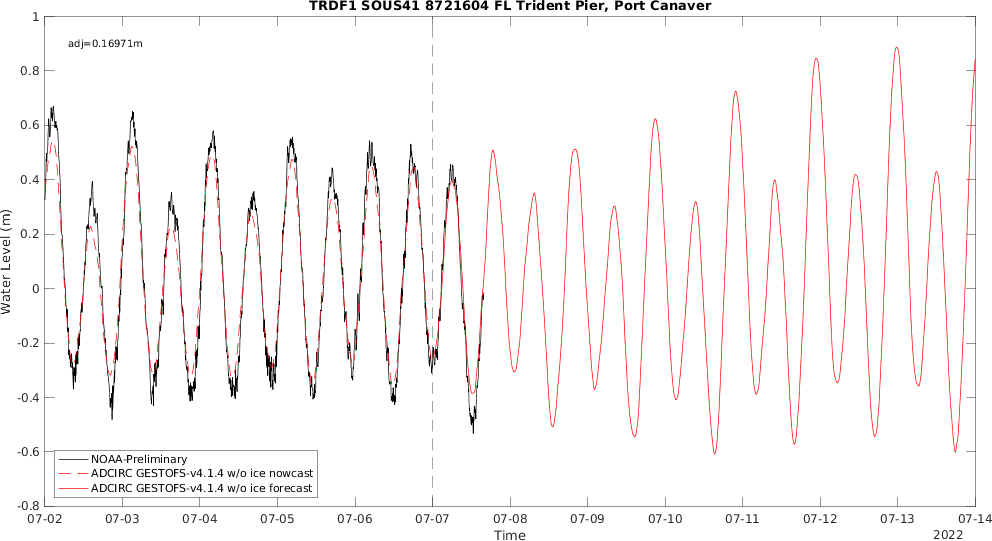 TRDF1 SOUS41 8721604 FL Trident Pier, Port Canaver
adj=0.16971m
Water Level (m)
1
0.8
0.6
0.4
0.2
0
-0.2
-0.4
-0.6
-0.8
NOAA-Preliminary
ADCIRC GESTOFS-v4.1.4 w/o ice nowcast
ADCIRC GESTOFS-v4.1.4 w/o ice forecast
07-02 07-03 07-04 07-05 07-06 07-07 07-08 07-09 07-10 07-11 07-12 07-13 07-14
Time
2022